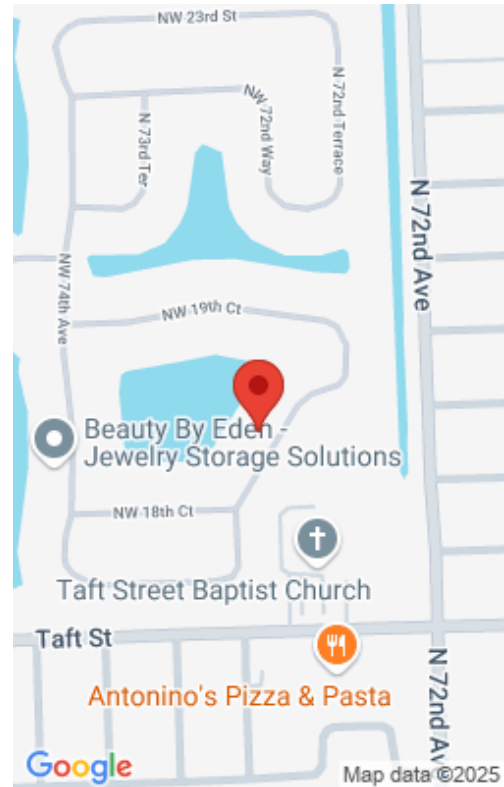 NW 23rd St
N 72nd Terrace
NW 72nd Way
N 73rd Ter
N 72nd Ave
NW 74th Ave
NW 19th Ct
Beauty By Eden -
Jewelry Storage Solutions
NW 18th Ct
Taft Street Baptist Church
Taft St
Antonino's Pizza & Pasta
N 72nd Av
Google
Map data ©2025